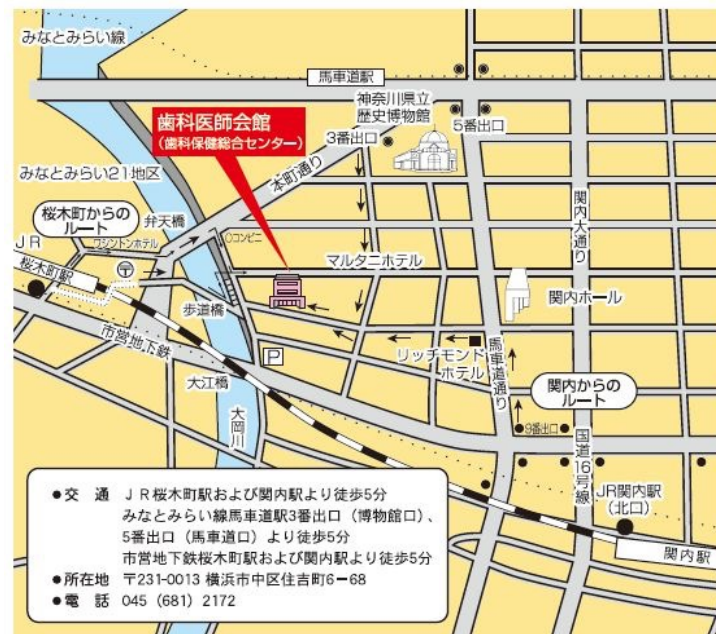 みなとみらい線
馬車道駅
神奈川県立
歴史博物館
3番出口
5番出口
歯科医師会館
(歯科保健総合センター)
みなとみらい21地区
本町通り
桜木町からの
ルート
弁天橋
ワシントンホテル
コンビニ
JR
桜木町駅
〒
マルタニホテル
関内大通り
関内ホール
歩道橋
市営地下鉄
P
リッチモンド
ホテル
馬車道通り
大江橋
関内からの
ルート
大岡川
9番出口
国道16号線
JR関内駅
(北口)
関内駅
●交 通 JR桜木町駅および関内駅より徒歩5分
みなとみらい線馬車道駅3番出口(博物館口)、
5番出口(馬車道口)より徒歩5分
市営地下鉄桜木町駅および関内駅より徒歩5分
●所在地 〒231-0013 横浜市中区住吉町6-68
●電 話 045(681)2172